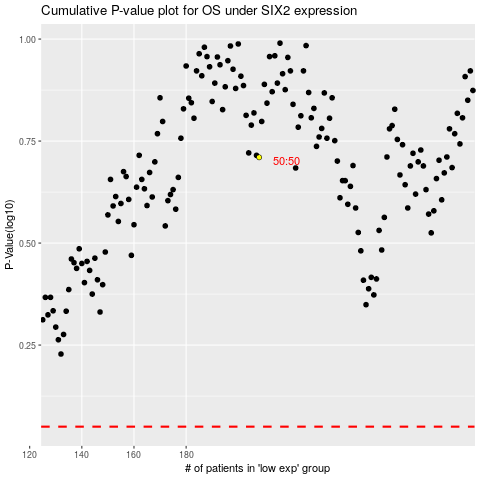 Cumulative P-value plot for OS under SIX2 expression
1.00
0.75
0.50
0.25
P-Value(log10)
50:50
120 140 160 180
# of patients in 'low exp' group